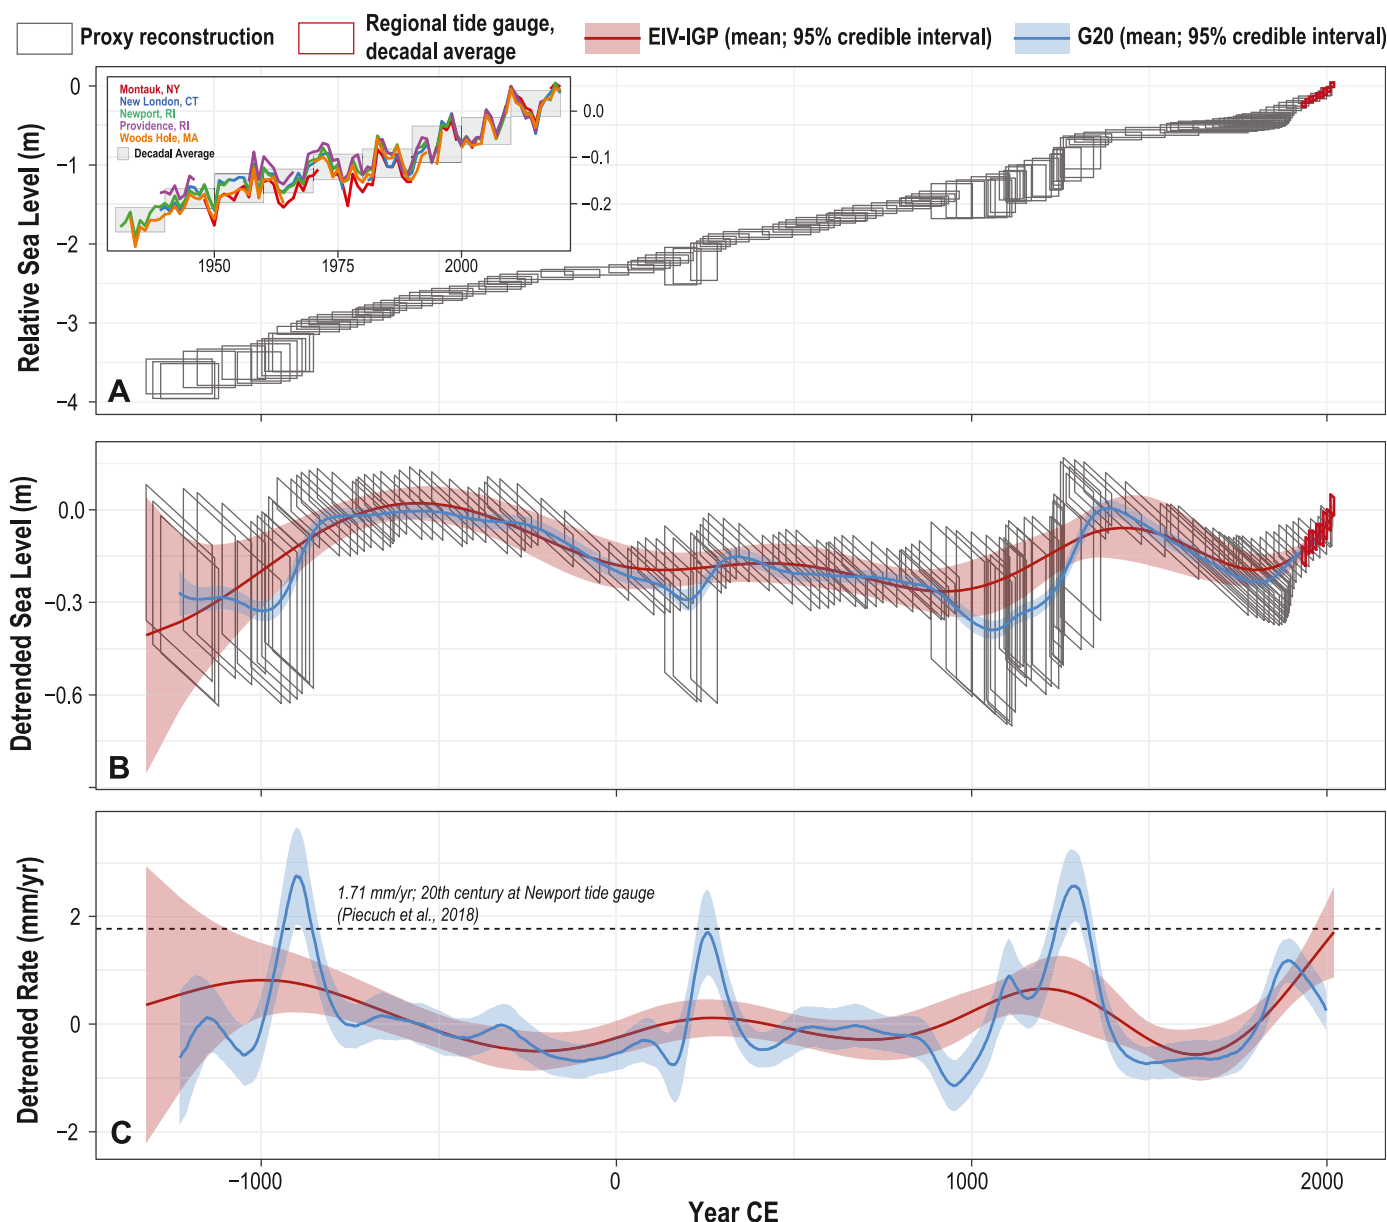 Proxy reconstruction
Regional tide gauge,
decadal average
EIV-IGP (mean; 95% credible interval)
G20 (mean; 95% credible interval)
Relative Sea Level (m)
0
−1
−2
−3
−4
Montauk, NY
New London, CT
Newport, RI
Providence, RI
Woods Hole, MA
Decadal Average
0.0
−0.1
−0.2
1950
1975
2000
A
Detrended Sea Level (m)
0.0
−0.3
−0.6
B
Detrended Rate (mm/yr)
2
0
−2
1.71 mm/yr; 20th century at Newport tide gauge
(Piecuch et al., 2018)
C
−1000
0
1000
2000
Year CE